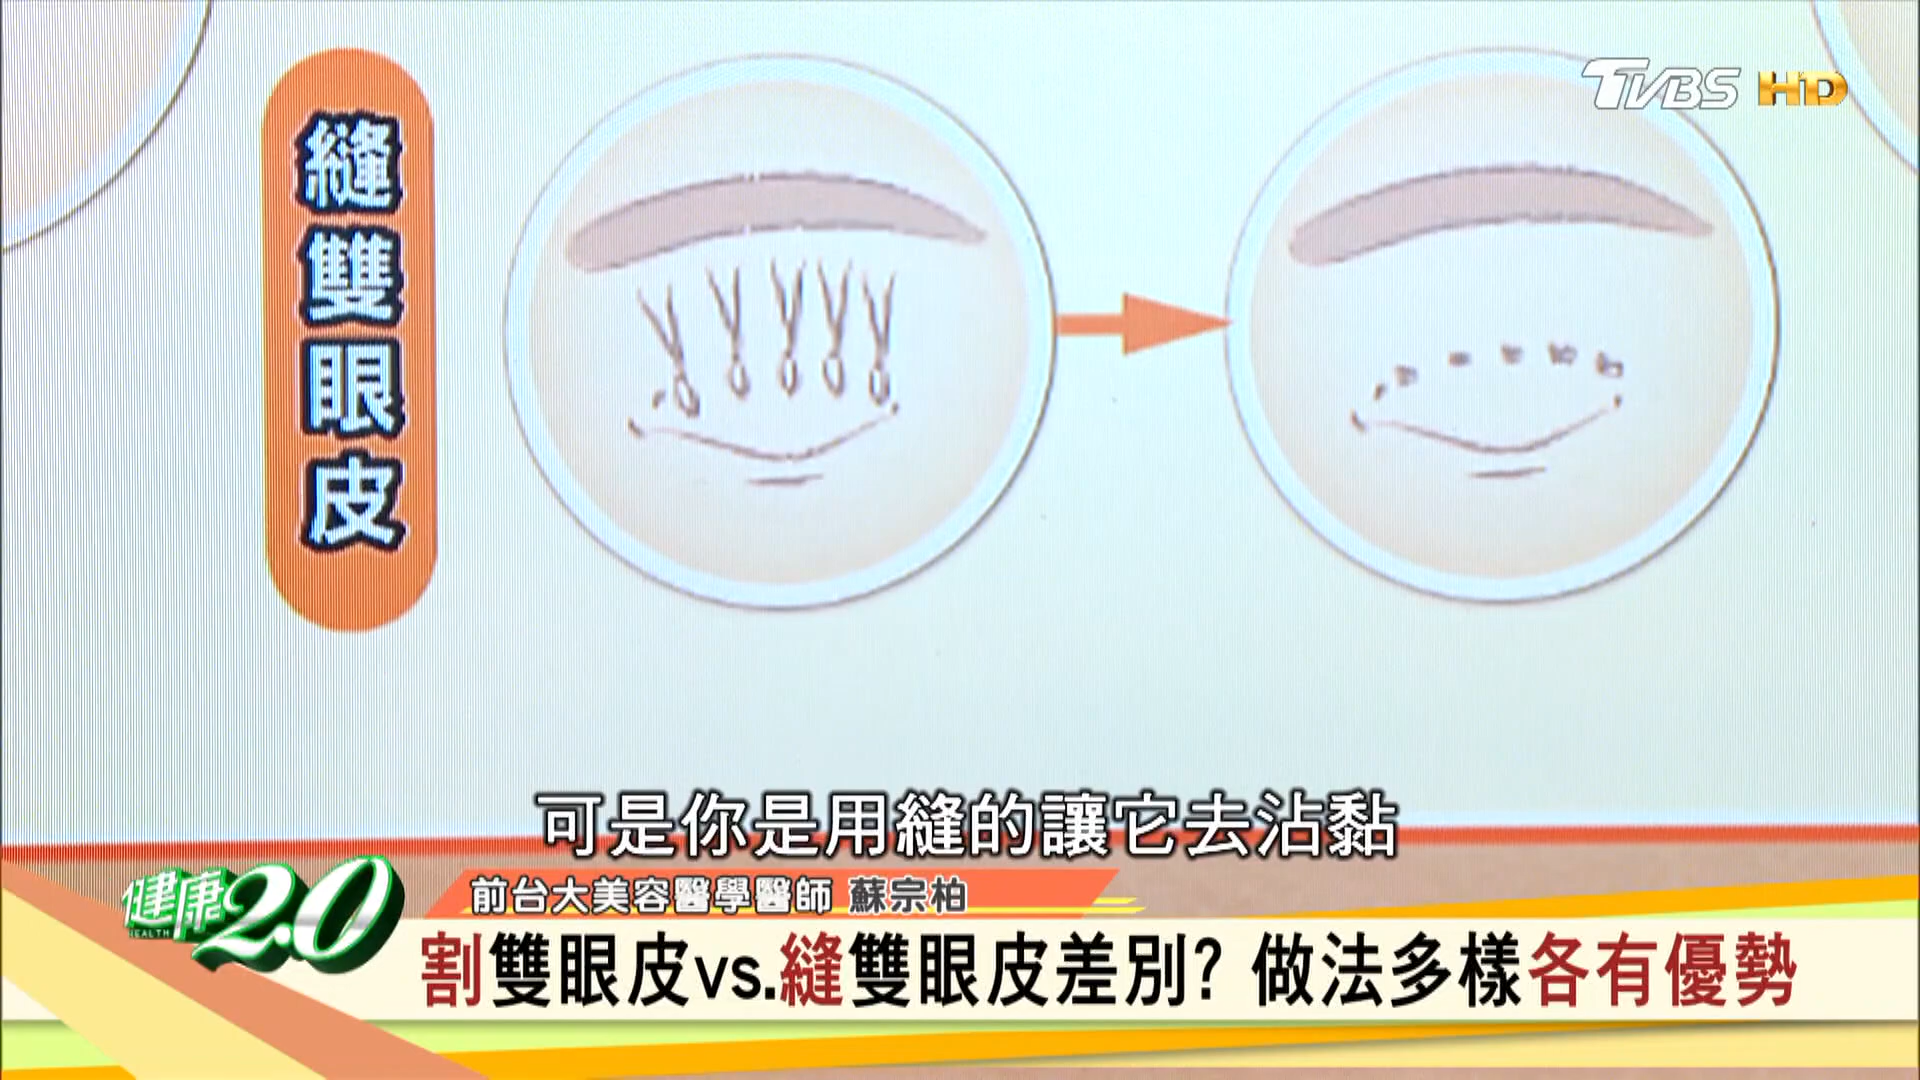 TVBS HD
縫雙眼皮
可是你是用縫的讓它去沾黏
健康2.0
HEALTH
前台大美容醫學醫師 蘇宗柏
割雙眼皮vs.縫雙眼皮差別? 做法多樣各有優勢